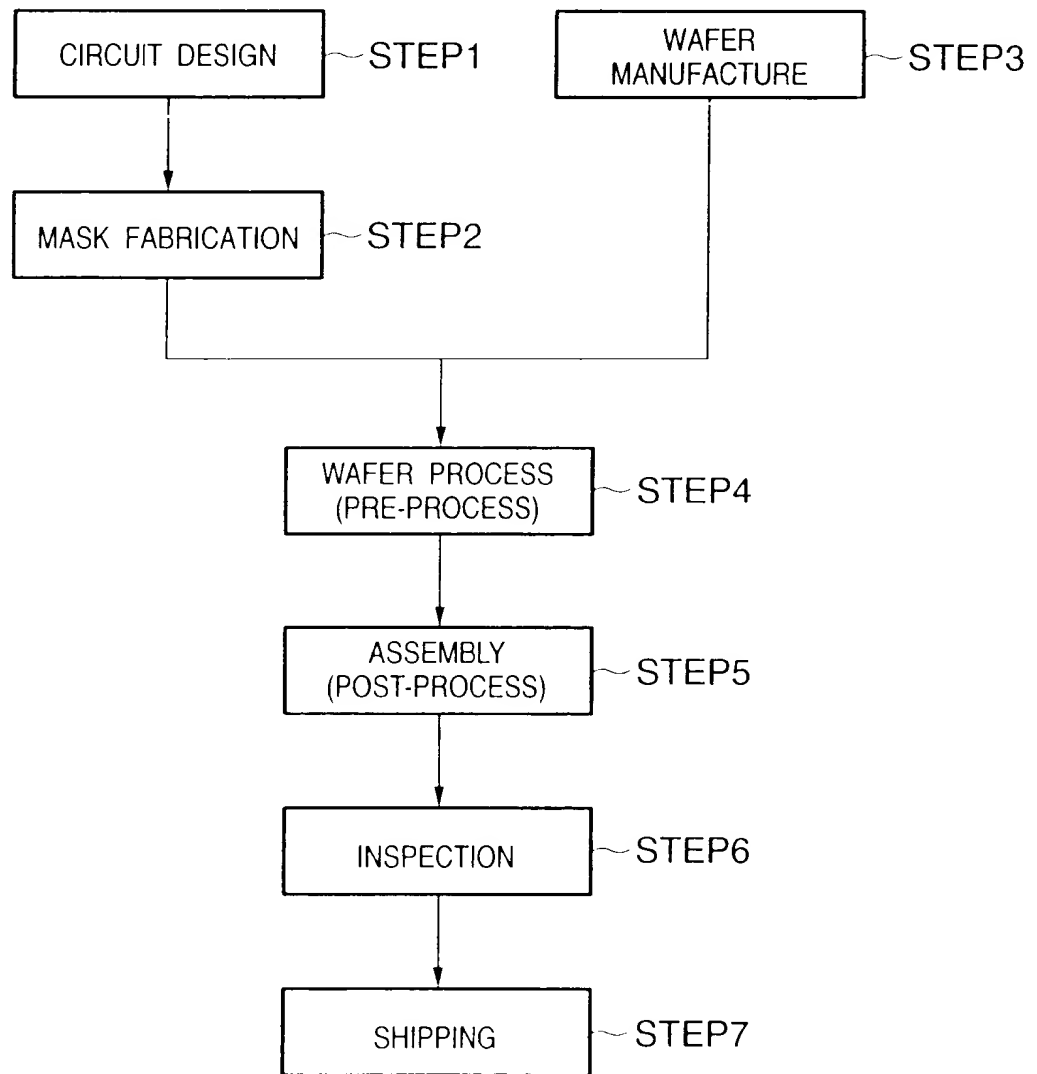 CIRCUIT DESIGN
STEP1
WAFER
MANUFACTURE
STEP3
MASK FABRICATION
STEP2
WAFER PROCESS
(PRE-PROCESS)
STEP4
ASSEMBLY
(POST-PROCESS)
STEP5
INSPECTION
STEP6
SHIPPING
STEP7